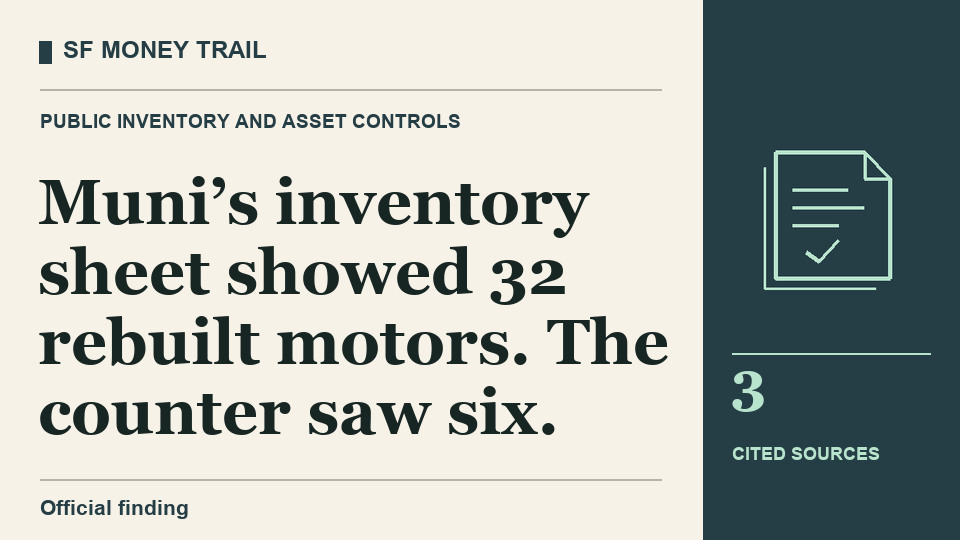 SF MONEY TRAIL
PUBLIC INVENTORY AND ASSET CONTROLS
Muni’s inventory
sheet showed 32
rebuilt motors. The
counter saw six.
Official finding
3
CITED SOURCES